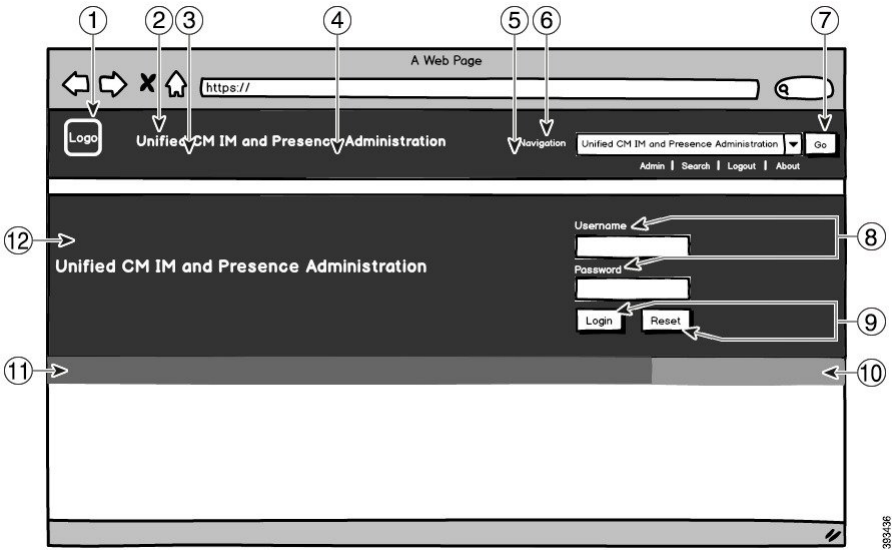 1 2 3 4 5 6 7
A Web Page
https://
Logo Unified CM IM and Presence Administration Navigation Unified CM IM and Presence Administration Go
Admin | Search | Logout | About
Username
12 8
Unified CM IM and Presence Administration
Password
Login Reset 9
11 10
393436